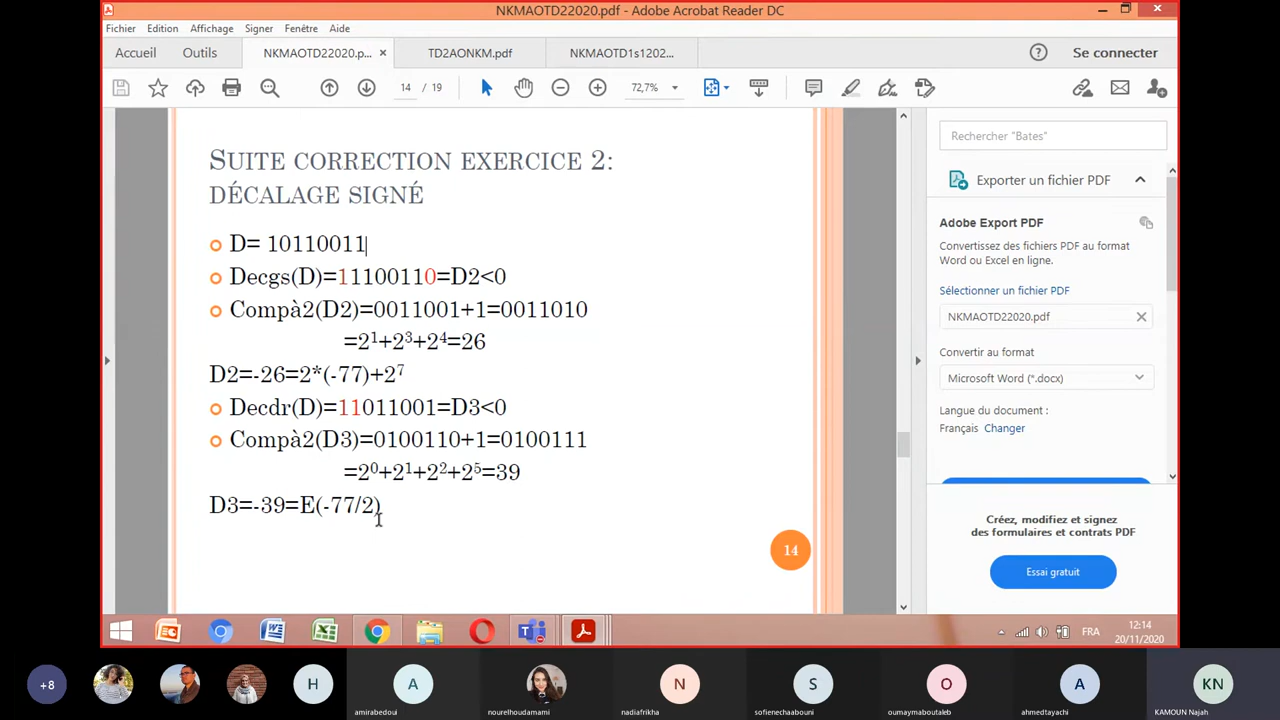 NKMAOTD22020.pdf - Adobe Acrobat Reader DC
Fichier Edition Affichage Signer Fenêtre Aide
Accueil Outils NKMAOTD22020.p... × TD2AONKM.pdf NKMAOTD1s1202... Se connecter
14 / 19 72,7%
SUITE CORRECTION EXERCICE 2:
DÉCALAGE SIGNÉ
D= 10110011
Decgs(D)=11100110=D2<0
Compà2(D2)=0011001+1=0011010
=2¹+2³+2⁴=26
D2=-26=2*(-77)+2⁷
Decdr(D)=11011001=D3<0
Compà2(D3)=0100110+1=0100111
=2⁰+2¹+2²+2⁵=39
D3=-39=E(-77/2)
14
Rechercher "Bates"
Exporter un fichier PDF
Adobe Export PDF
Convertissez des fichiers PDF au format
Word ou Excel en ligne.
Sélectionner un fichier PDF
NKMAOTD22020.pdf
Convertir au format
Microsoft Word (*.docx)
Langue du document :
Français Changer
Créez, modifiez et signez
des formulaires et contrats PDF
Essai gratuit
FRA
12:14
20/11/2020
+8 H A N S O A KN
amirabedoui nourelhoudamami nadiafrikha sofienechaabouni oumaymaboutaleb ahmedtayachi KAMOUN Najah